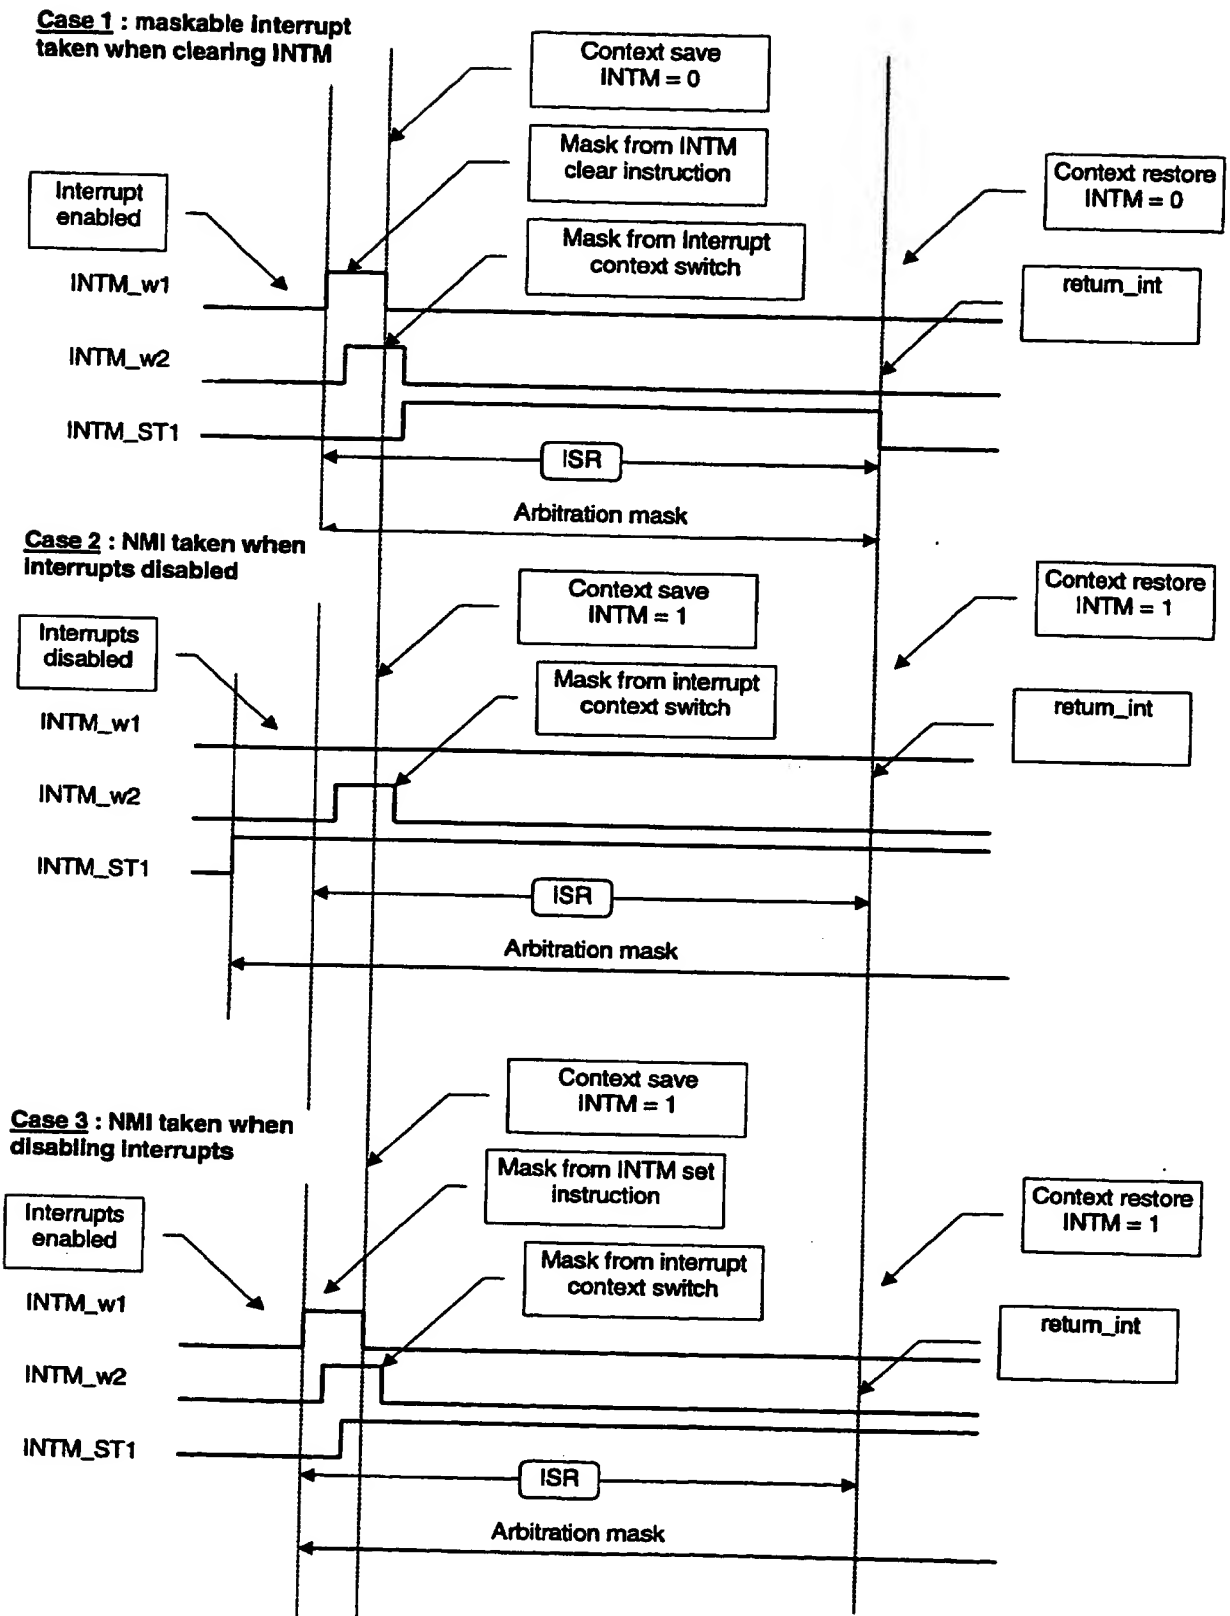 Case 1 : maskable interrupt
taken when clearing INTM
Context save
INTM = 0
Mask from INTM
clear instruction
Interrupt
enabled
Mask from interrupt
context switch
Context restore
INTM = 0
return_int
INTM_w1
INTM_w2
INTM_ST1
ISR
Arbitration mask
Case 2 : NMI taken when
interrupts disabled
Context save
INTM = 1
Context restore
INTM = 1
Interrupts
disabled
Mask from interrupt
context switch
return_int
INTM_w1
INTM_w2
INTM_ST1
ISR
Arbitration mask
Context save
INTM = 1
Case 3 : NMI taken when
disabling interrupts
Mask from INTM set
instruction
Context restore
INTM = 1
Interrupts
enabled
Mask from interrupt
context switch
return_int
INTM_w1
INTM_w2
INTM_ST1
ISR
Arbitration mask